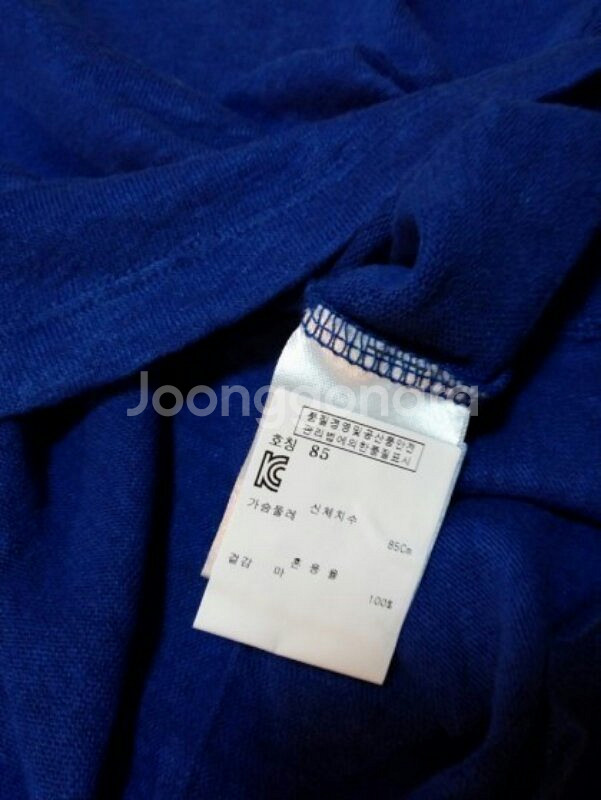 Joonggonara
품질경영및공산품안전
관리법에의한품질표시
호칭 85
신체치수
가슴둘레 85Cm
혼용율
겉감 마 100%